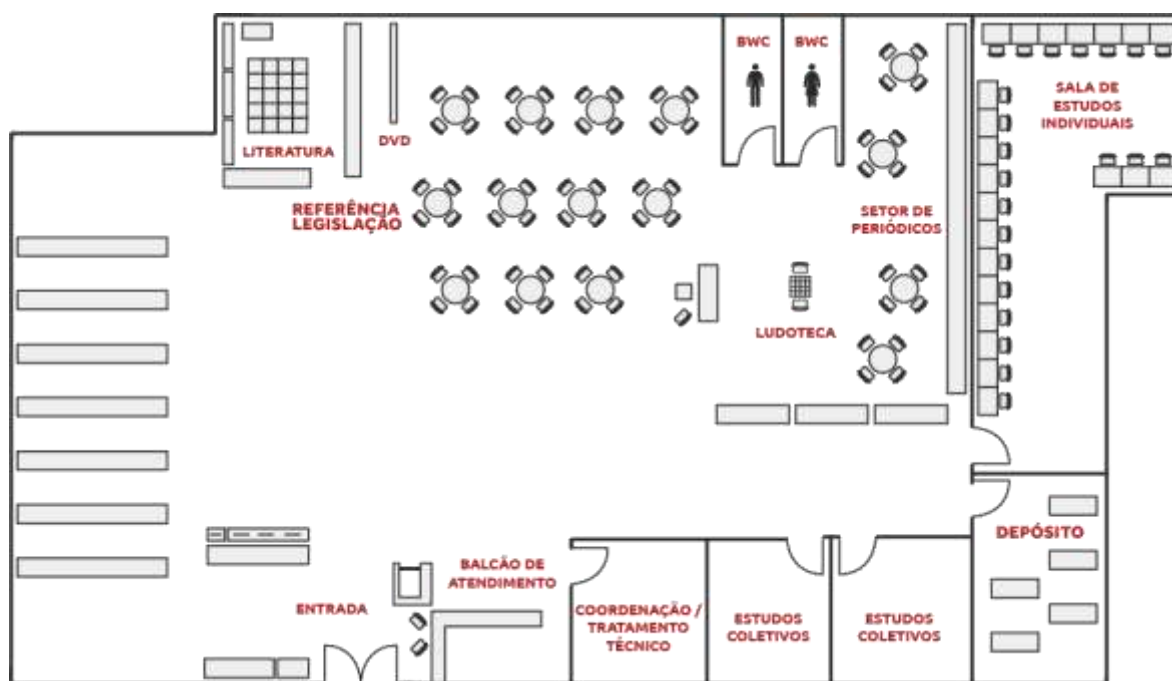 BWC
BWC
SALA DE
ESTUDOS
INDIVIDUAIS
LITERATURA
DVD
REFERÊNCIA
LEGISLAÇÃO
SETOR DE
PERIÓDICOS
LUDOTECA
DEPÓSITO
BALCÃO DE
ATENDIMENTO
ENTRADA
COORDENAÇÃO /
TRATAMENTO
TÉCNICO
ESTUDOS
COLETIVOS
ESTUDOS
COLETIVOS